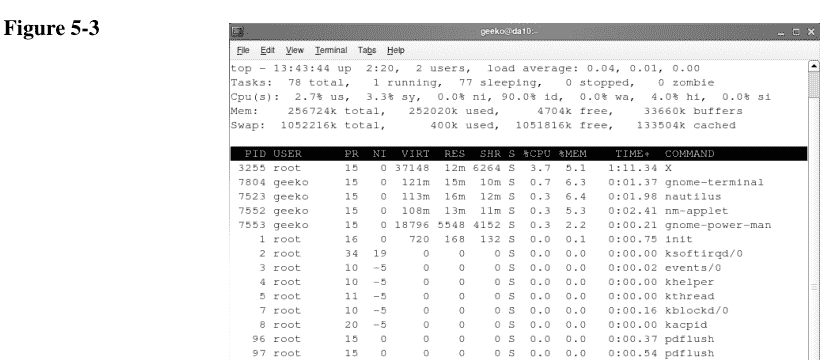 Figure 5-3
geeko@da10:~
File Edit View Terminal Tabs Help
top - 13:43:44 up 2:20, 2 users, load average: 0.04, 0.01, 0.00
Tasks: 78 total, 1 running, 77 sleeping, 0 stopped, 0 zombie
Cpu(s): 2.7% us, 3.3% sy, 0.0% ni, 90.0% id, 0.0% wa, 4.0% hi, 0.0% si
Mem: 256724k total, 252020k used, 4704k free, 33660k buffers
Swap: 1052216k total, 400k used, 1051816k free, 133504k cached
PID USER PR NI VIRT RES SHR S %CPU %MEM TIME+ COMMAND
3255 root 15 0 37148 12m 6264 S 3.7 5.1 1:11.34 X
7804 geeko 15 0 121m 15m 10m S 0.7 6.3 0:01.37 gnome-terminal
7523 geeko 15 0 113m 16m 12m S 0.3 6.4 0:01.98 nautilus
7552 geeko 15 0 108m 13m 11m S 0.3 5.3 0:02.41 nm-applet
7553 geeko 15 0 18796 5548 4152 S 0.3 2.2 0:00.21 gnome-power-man
1 root 16 0 720 168 132 S 0.0 0.1 0:00.75 init
2 root 34 19 0 0 0 S 0.0 0.0 0:00.00 ksoftirqd/0
3 root 10 -5 0 0 0 S 0.0 0.0 0:00.02 events/0
4 root 10 -5 0 0 0 S 0.0 0.0 0:00.00 khelper
5 root 11 -5 0 0 0 S 0.0 0.0 0:00.00 kthread
7 root 10 -5 0 0 0 S 0.0 0.0 0:00.16 kblockd/0
8 root 20 -5 0 0 0 S 0.0 0.0 0:00.00 kacpid
96 root 15 0 0 0 0 S 0.0 0.0 0:00.37 pdflush
97 root 15 0 0 0 0 S 0.0 0.0 0:00.54 pdflush